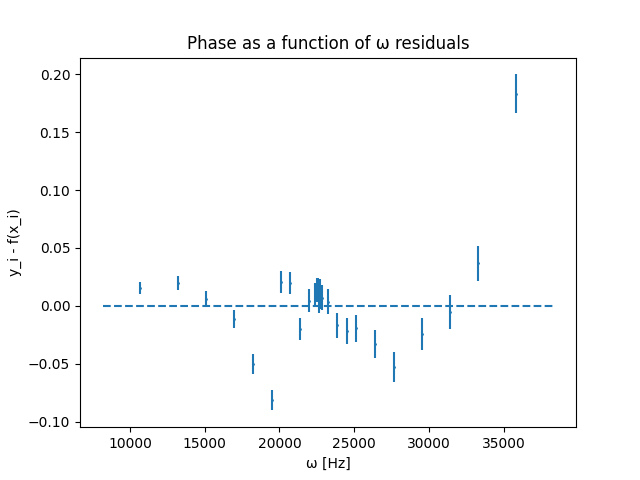 Phase as a function of ω residuals
y_i - f(x_i)
0.20
0.15
0.10
0.05
0.00
−0.05
−0.10
10000 15000 20000 25000 30000 35000
ω [Hz]